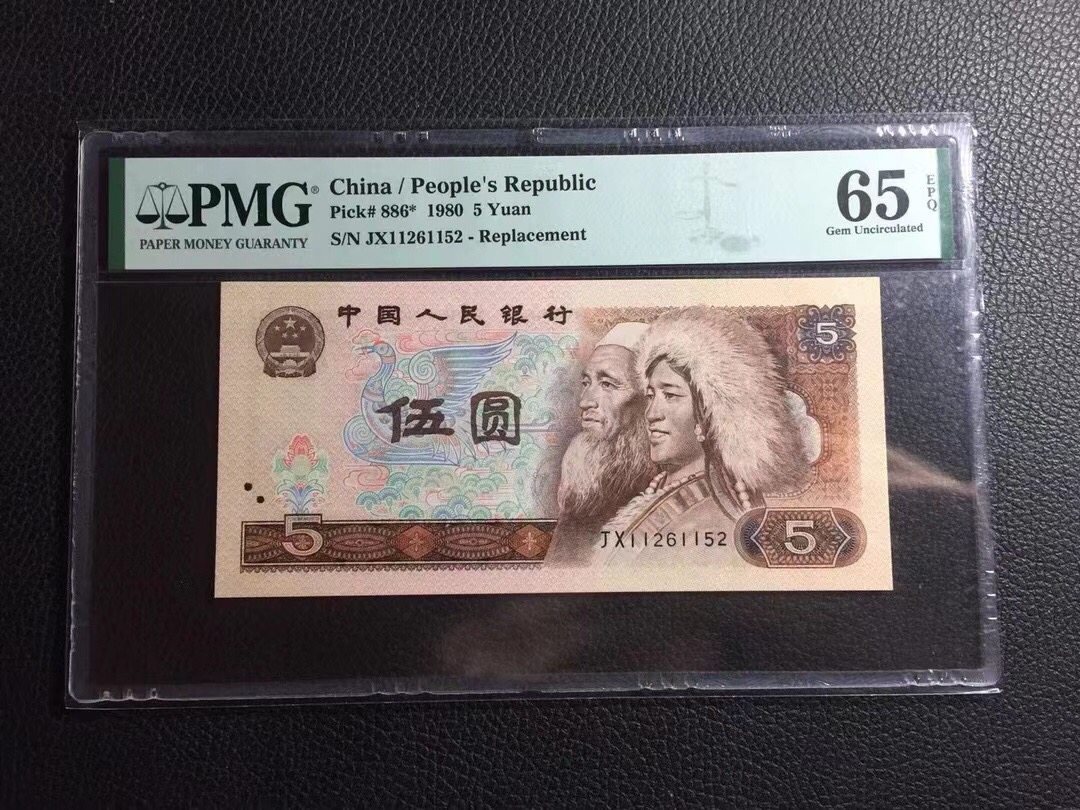 PMG®
PAPER MONEY GUARANTY
China / People's Republic
Pick# 886* 1980 5 Yuan
S/N JX11261152 - Replacement
65
EPQ
Gem Uncirculated
中国人民银行
5
伍圆
5
JX11261152
5